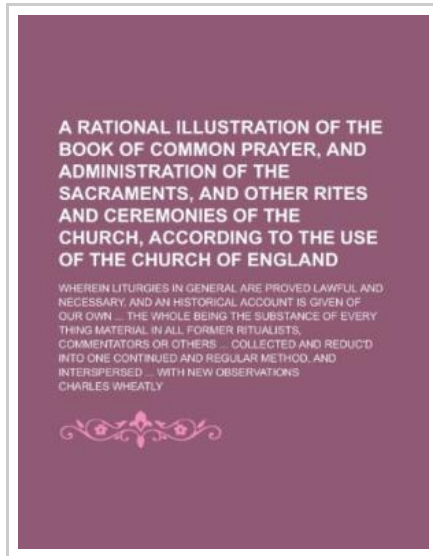 A RATIONAL ILLUSTRATION OF THE
BOOK OF COMMON PRAYER, AND
ADMINISTRATION OF THE
SACRAMENTS, AND OTHER RITES
AND CEREMONIES OF THE
CHURCH, ACCORDING TO THE USE
OF THE CHURCH OF ENGLAND
WHEREIN LITURGIES IN GENERAL ARE PROVED LAWFUL AND
NECESSARY, AND AN HISTORICAL ACCOUNT IS GIVEN OF
OUR OWN ... THE WHOLE BEING THE SUBSTANCE OF EVERY
THING MATERIAL IN ALL FORMER RITUALISTS,
COMMENTATORS OR OTHERS ... COLLECTED AND REDUC'D
INTO ONE CONTINUED AND REGULAR METHOD, AND
INTERSPERSED ... WITH NEW OBSERVATIONS
CHARLES WHEATLY